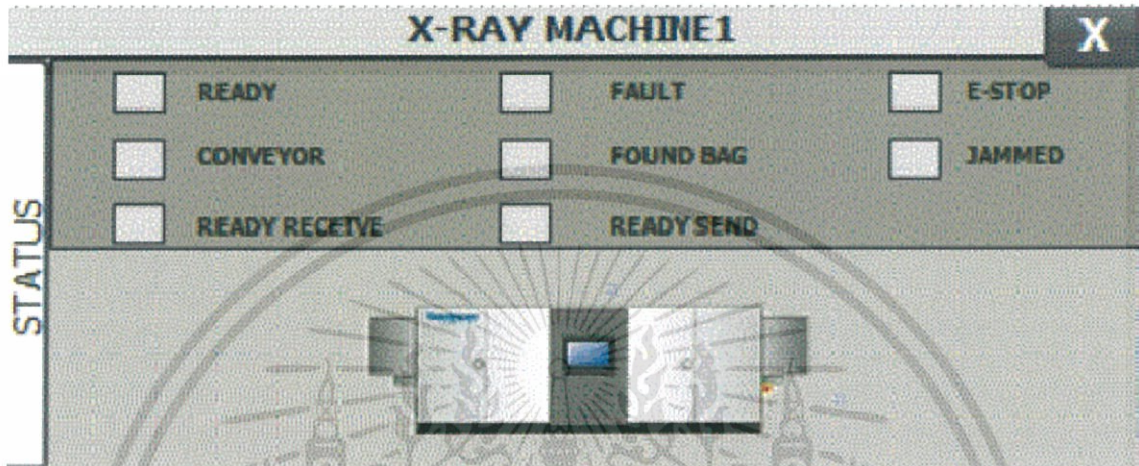 X-RAY MACHINE1
X
STATUS
READY
FAULT
E-STOP
CONVEYOR
FOUND BAG
JAMMED
READY RECEIVE
READY SEND